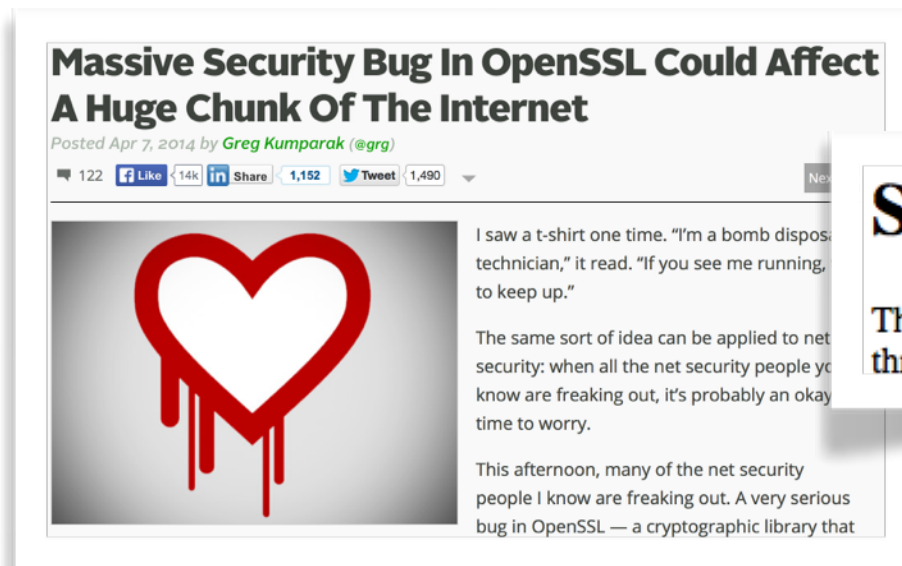 Massive Security Bug In OpenSSL Could Affect
A Huge Chunk Of The Internet
Posted Apr 7, 2014 by Greg Kumparak (@grg)
122 Like 14k in Share 1,152 Tweet 1,490
I saw a t-shirt one time. “I’m a bomb
technician,” it read. “If you see me running,
to keep up.”
The same sort of idea can be applied to net
security: when all the net security people
know are freaking out, it’s probably an okay
time to worry.
This afternoon, many of the net security
people I know are freaking out. A very serious
bug in OpenSSL — a cryptographic library that